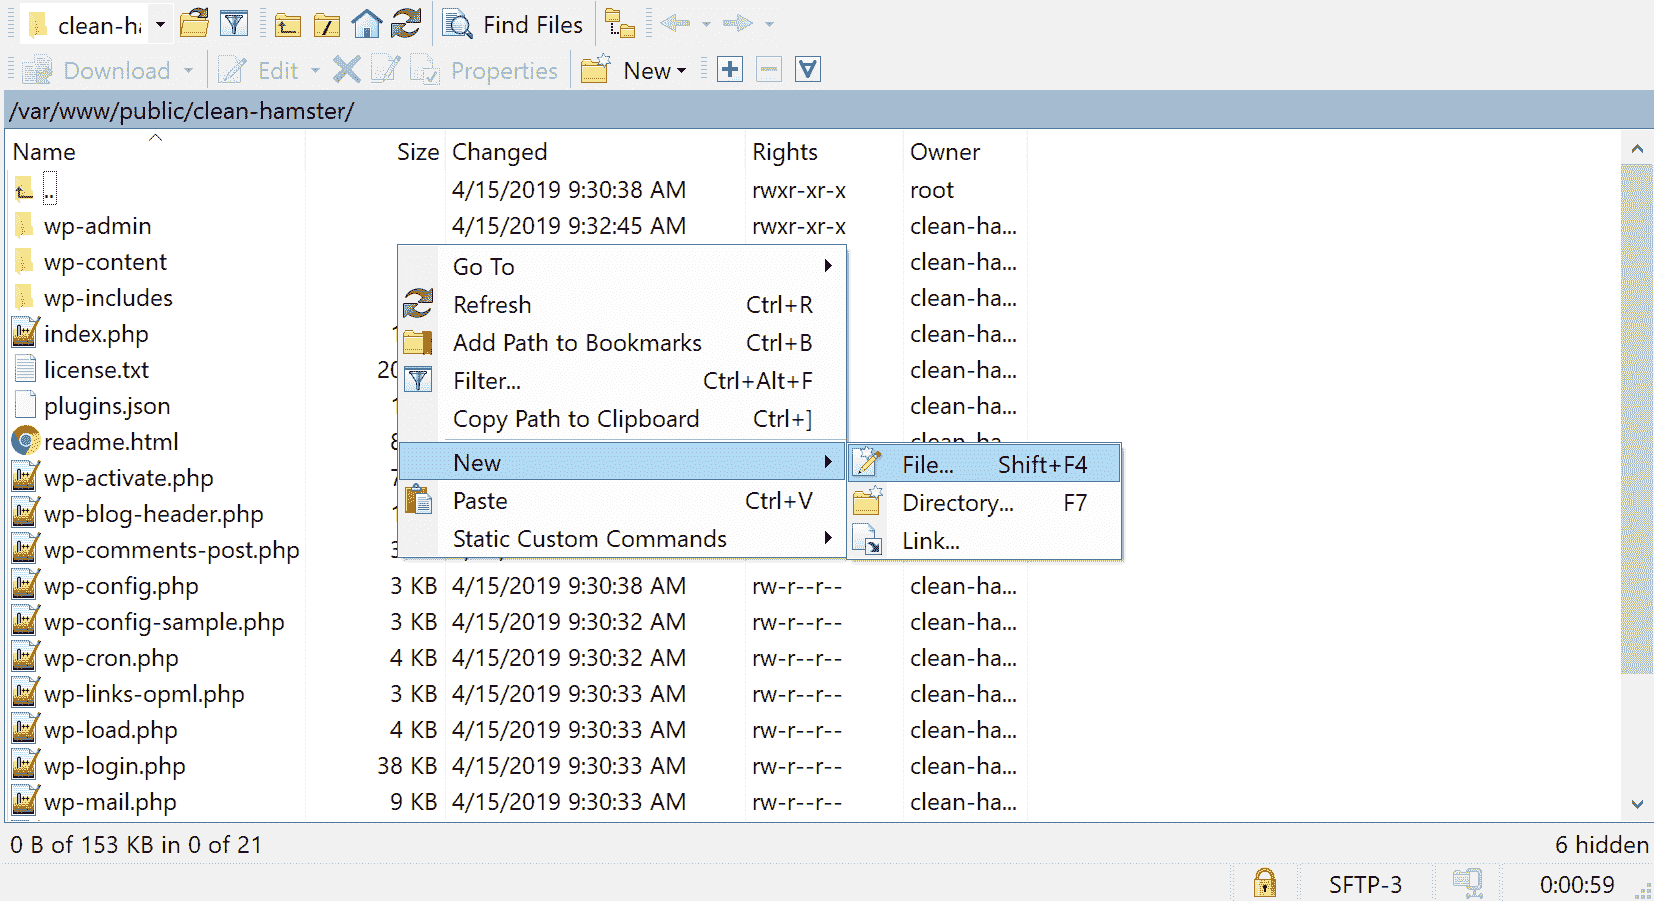 clean-ha Find Files
Download Edit Properties New
/var/www/public/clean-hamster/
Name Size Changed Rights Owner
.. 4/15/2019 9:30:38 AM rwxr-xr-x root
wp-admin 4/15/2019 9:32:45 AM rwxr-xr-x clean-ha...
wp-content clean-ha...
wp-includes clean-ha...
index.php clean-ha...
license.txt 20 clean-ha...
plugins.json clean-ha...
readme.html 8 clean-ha...
wp-activate.php 7
wp-blog-header.php
wp-comments-post.php 3
Go To
Refresh Ctrl+R
Add Path to Bookmarks Ctrl+B
Filter... Ctrl+Alt+F
Copy Path to Clipboard Ctrl+]
New
Paste Ctrl+V
Static Custom Commands
File... Shift+F4
Directory... F7
Link...
wp-config.php 3 KB 4/15/2019 9:30:38 AM rw-r--r-- clean-ha...
wp-config-sample.php 3 KB 4/15/2019 9:30:32 AM rw-r--r-- clean-ha...
wp-cron.php 4 KB 4/15/2019 9:30:32 AM rw-r--r-- clean-ha...
wp-links-opml.php 3 KB 4/15/2019 9:30:33 AM rw-r--r-- clean-ha...
wp-load.php 4 KB 4/15/2019 9:30:33 AM rw-r--r-- clean-ha...
wp-login.php 38 KB 4/15/2019 9:30:33 AM rw-r--r-- clean-ha...
wp-mail.php 9 KB 4/15/2019 9:30:33 AM rw-r--r-- clean-ha...
0 B of 153 KB in 0 of 21 6 hidden
SFTP-3 0:00:59